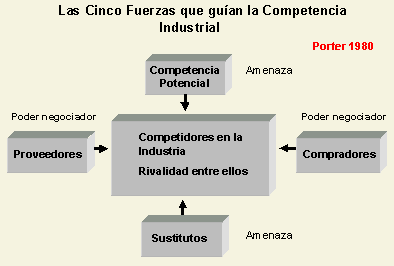 Las Cinco Fuerzas que guían la Competencia
Industrial
Porter 1980
Competencia
Potencial
Amenaza
Poder negociador
Poder negociador
Proveedores
Competidores en la
Industria
Rivalidad entre ellos
Compradores
Sustitutos
Amenaza